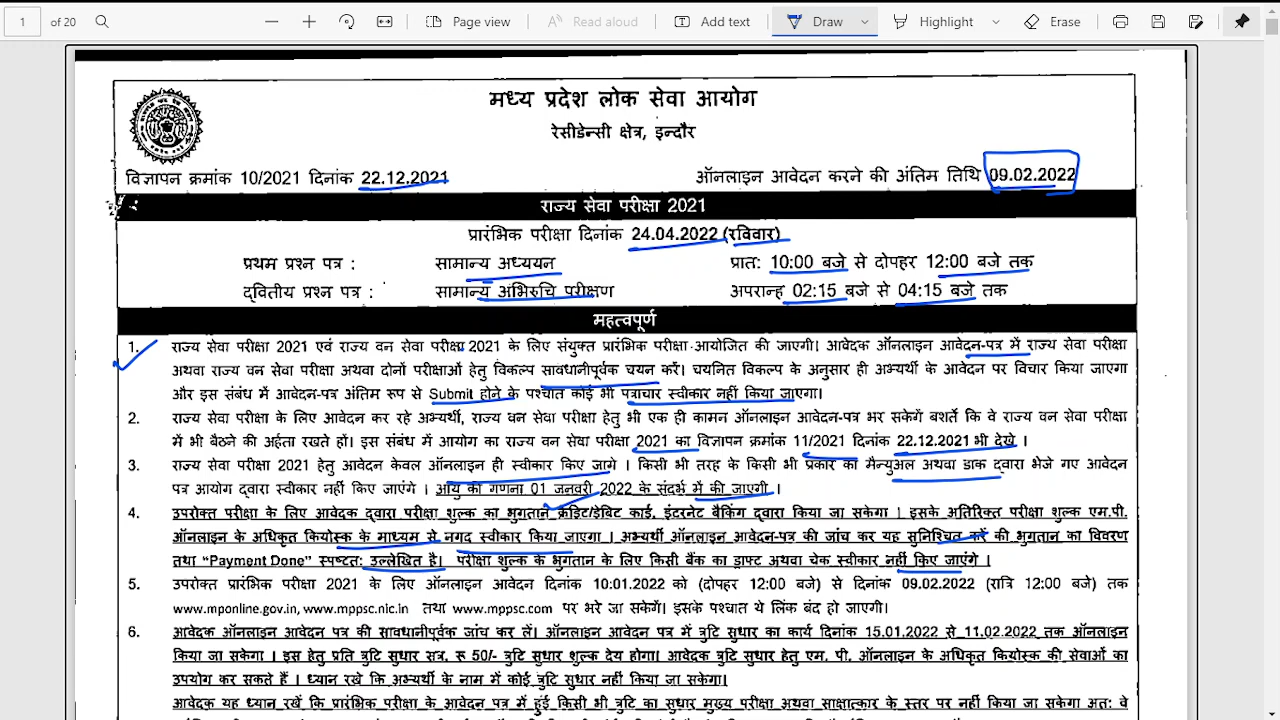 1 of 20 Page view Read aloud Add text Draw Highlight Erase
मध्य प्रदेश लोक सेवा आयोग
रेसीडेन्सी क्षेत्र, इन्दौर
विज्ञापन क्रमांक 10/2021 दिनांक 22.12.2021 ऑनलाइन आवेदन करने की अंतिम तिथि 09.02.2022
राज्य सेवा परीक्षा 2021
प्रारंभिक परीक्षा दिनांक 24.04.2022 (रविवार)
प्रथम प्रश्न पत्र : सामान्य अध्ययन प्रात: 10:00 बजे से दोपहर 12:00 बजे तक
द्वितीय प्रश्न पत्र : सामान्य अभिरुचि परीक्षण अपरान्ह 02:15 बजे से 04:15 बजे तक
महत्वपूर्ण
1. राज्य सेवा परीक्षा 2021 एवं राज्य वन सेवा परीक्षा 2021 के लिए संयुक्त प्रारंभिक परीक्षा आयोजित की जाएगी। आवेदक ऑनलाइन आवेदन-पत्र में राज्य सेवा परीक्षा
अथवा राज्य वन सेवा परीक्षा अथवा दोनों परीक्षाओं हेतु विकल्प सावधानीपूर्वक चयन करें। चयनित विकल्प के अनुसार ही अभ्यर्थी के आवेदन पर विचार किया जाएगा
और इस संबंध में आवेदन-पत्र अंतिम रूप से Submit होने के पश्चात कोई भी पत्राचार स्वीकार नहीं किया जाएगा।
2. राज्य सेवा परीक्षा के लिए आवेदन कर रहे अभ्यर्थी, राज्य वन सेवा परीक्षा हेतु भी एक ही कामन ऑनलाइन आवेदन-पत्र भर सकेगें बशर्ते कि वे राज्य वन सेवा परीक्षा
में भी बैठने की अर्हता रखते हों। इस संबंध में आयोग का राज्य वन सेवा परीक्षा 2021 का विज्ञापन क्रमांक 11/2021 दिनांक 22.12.2021 भी देखे ।
3. राज्य सेवा परीक्षा 2021 हेतु आवेदन केवल ऑनलाइन ही स्वीकार किए जागे । किसी भी तरह के किसी भी प्रकार का मैन्युअल अथवा डाक द्वारा भेजे गए आवेदन
पत्र आयोग द्वारा स्वीकार नहीं किए जाएंगे । आयु की गणना 01 जनवरी 2022 के संदर्भ में की जाएगी ।
4. उपरोक्त परीक्षा के लिए आवेदक द्वारा परीक्षा शुल्क का भुगतान क्रेडिट/डेबिट कार्ड, इंटरनेट बैंकिंग द्वारा किया जा सकेगा । इसके अतिरिक्त परीक्षा शुल्क एम.पी.
ऑनलाइन के अधिकृत कियोस्क के माध्यम से नगद स्वीकार किया जाएगा । अभ्यर्थी ऑनलाइन आवेदन-पत्र की जांच कर यह सुनिश्चित करें की भुगतान का विवरण
तथा "Payment Done" स्पष्टत: उल्लेखित है। परीक्षा शुल्क के भुगतान के लिए किसी बैंक का ड्राफ्ट अथवा चेक स्वीकार नहीं किए जाएंगे ।
5. उपरोक्त प्रारंभिक परीक्षा 2021 के लिए ऑनलाइन आवेदन दिनांक 10.01.2022 को (दोपहर 12:00 बजे) से दिनांक 09.02.2022 (रात्रि 12:00 बजे) तक
www.mponline.gov.in, www.mppsc.nic.in तथा www.mppsc.com पर भरे जा सकेगें। इसके पश्चात ये लिंक बंद हो जाएगी।
6. आवेदक ऑनलाइन आवेदन पत्र की सावधानीपूर्वक जांच कर लें। ऑनलाइन आवेदन पत्र में त्रुटि सुधार का कार्य दिनांक 15.01.2022 से 11.02.2022 तक ऑनलाइन
किया जा सकेगा । इस हेतु प्रति त्रुटि सुधार सत्र, रू 50/- त्रुटि सुधार शुल्क देय होगा। आवेदक त्रुटि सुधार हेतु एम. पी. ऑनलाइन के अधिकृत कियोस्क की सेवाओं का
उपयोग कर सकते हैं । ध्यान रखे कि अभ्यर्थी के नाम में कोई त्रुटि सुधार नहीं किया जा सकेगा।
आवेदक यह ध्यान रखें कि प्रारंभिक परीक्षा के आवेदन पत्र में हुई किसी भी त्रुटि का सुधार मुख्य परीक्षा अथवा साक्षात्कार के स्तर पर नहीं किया जा सकेगा अत: वे